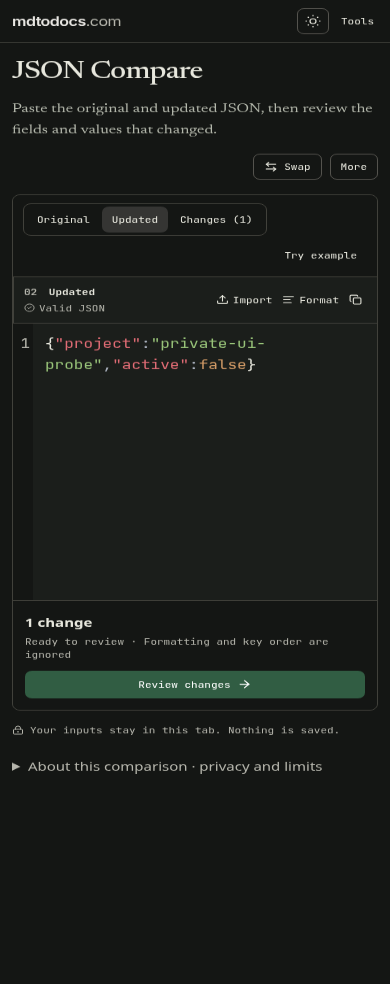 mdtodocs.com
Tools
JSON Compare
Paste the original and updated JSON, then review the
fields and values that changed.
Swap
More
Original
Updated
Changes (1)
Try example
02 Updated
Valid JSON
Import
Format
1
{"project":"private-ui-
probe","active":false}
1 change
Ready to review · Formatting and key order are
ignored
Review changes →
Your inputs stay in this tab. Nothing is saved.
▶ About this comparison · privacy and limits